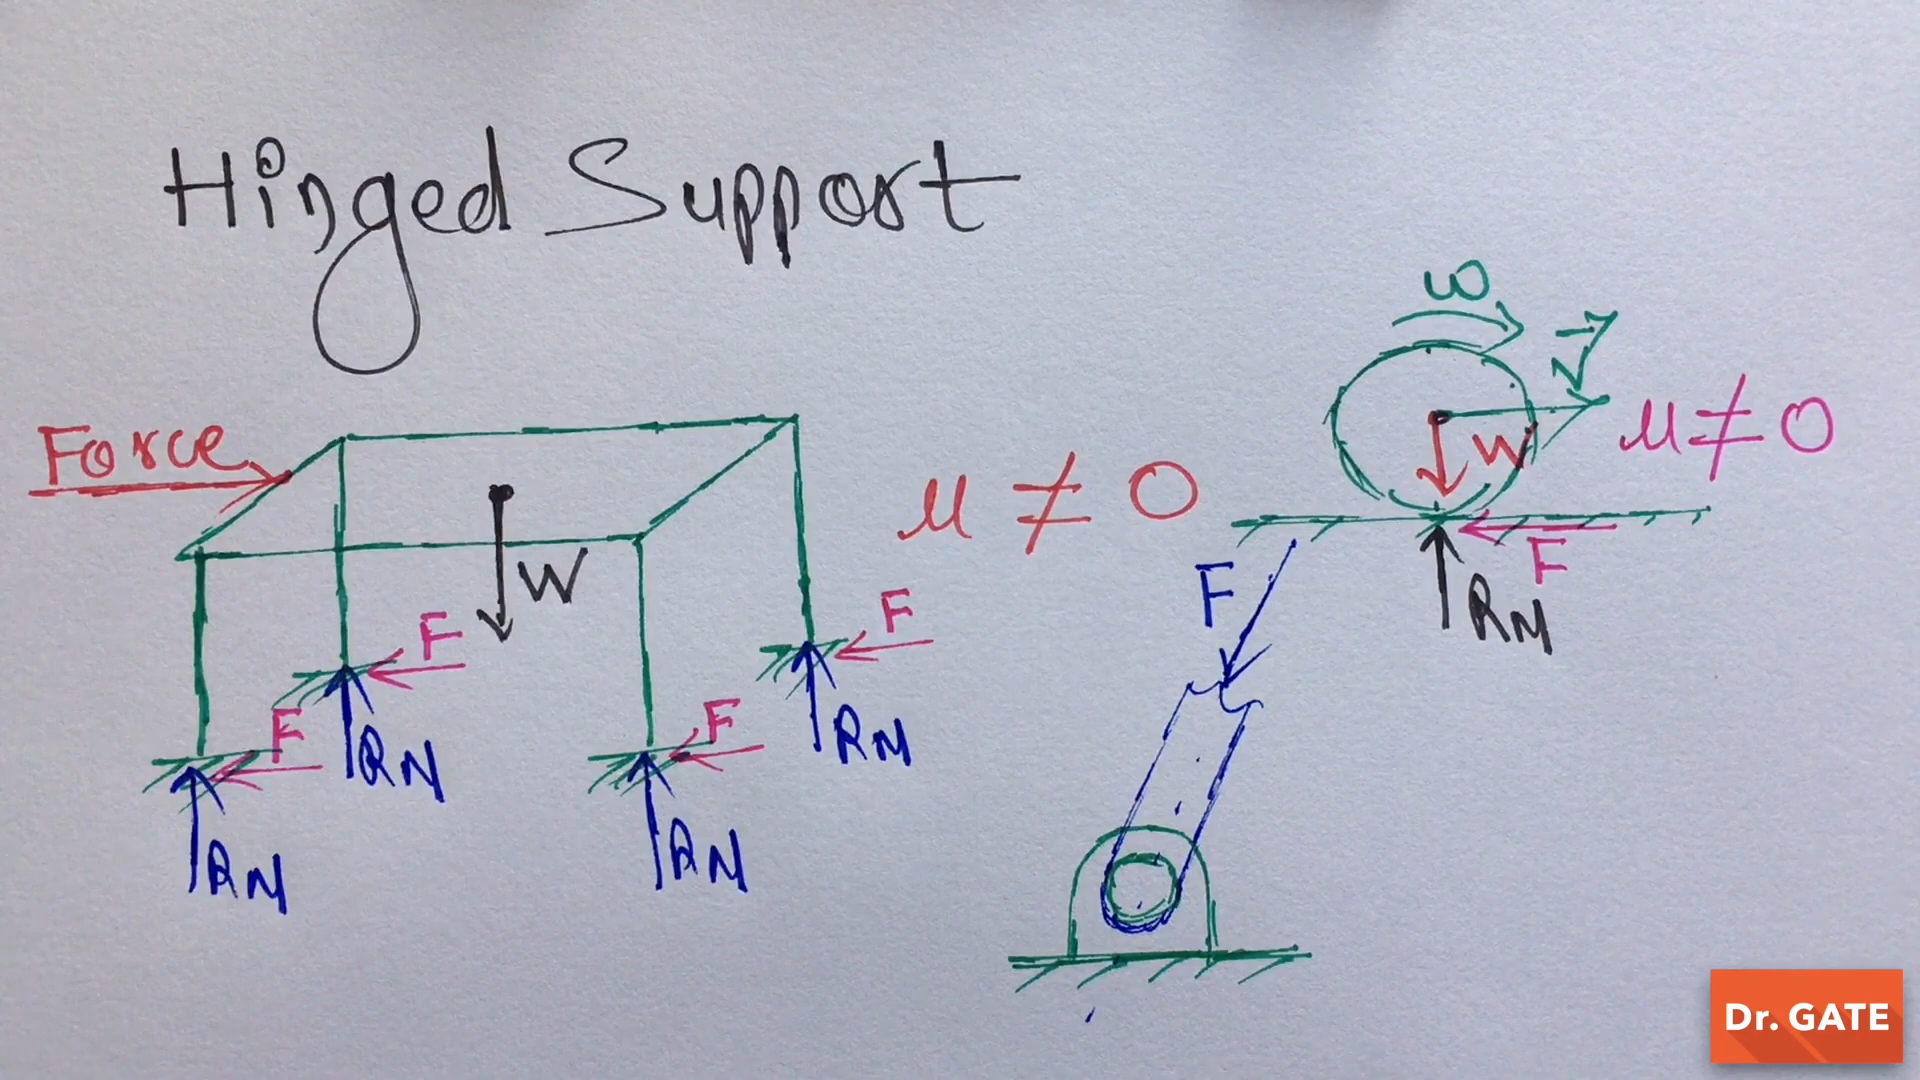 Hinged Support
ω
V
Force
W
μ ≠ 0
W
μ ≠ 0
F
F
F
RN
F
F
F
RN
RN
RN
RN
Dr. GATE